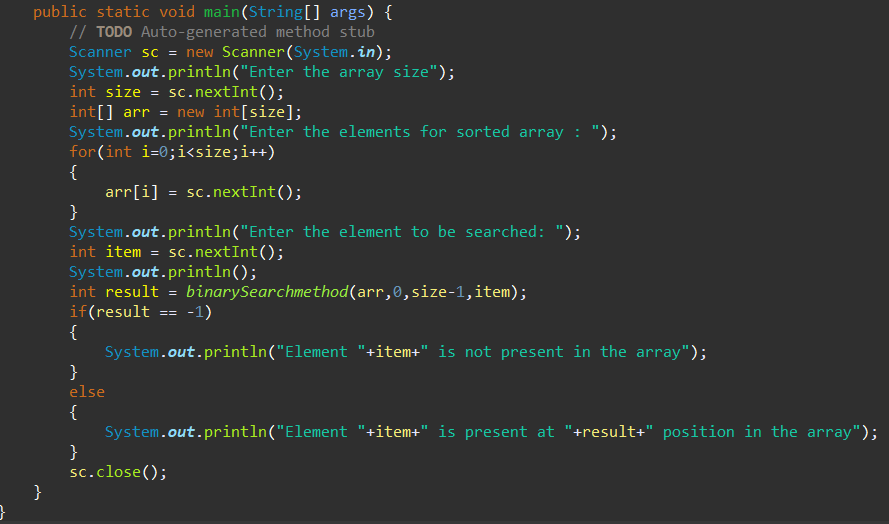 public static void main(String[] args) {
// TODO Auto-generated method stub
Scanner sc = new Scanner(System.in);
System.out.println("Enter the array size");
int size = sc.nextInt();
int[] arr = new int[size];
System.out.println("Enter the elements for sorted array : ");
for(int i=0;i<size;i++)
{
arr[i] = sc.nextInt();
}
System.out.println("Enter the element to be searched: ");
int item = sc.nextInt();
System.out.println();
int result = binarySearchmethod(arr,0,size-1,item);
if(result == -1)
{
System.out.println("Element "+item+" is not present in the array");
}
else
{
System.out.println("Element "+item+" is present at "+result+" position in the array");
}
sc.close();
}
}